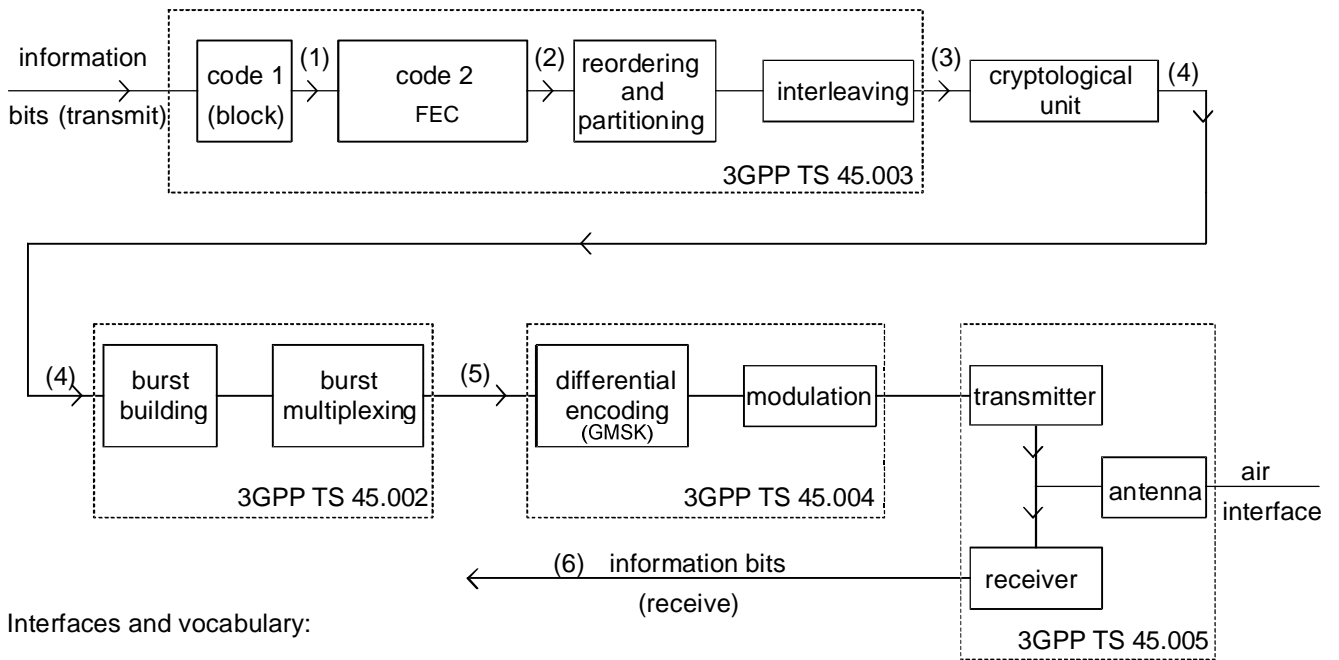 information
bits (transmit)
code 1
(block)
(1)
code 2
FEC
(2)
reordering
and
partitioning
interleaving
(3)
cryptological
unit
(4)
3GPP TS 45.003
(4)
burst
building
burst
multiplexing
(5)
3GPP TS 45.002
differential
encoding
(GMSK)
modulation
3GPP TS 45.004
transmitter
antenna
air
interface
receiver
3GPP TS 45.005
(6) information bits
(receive)
Interfaces and vocabulary: